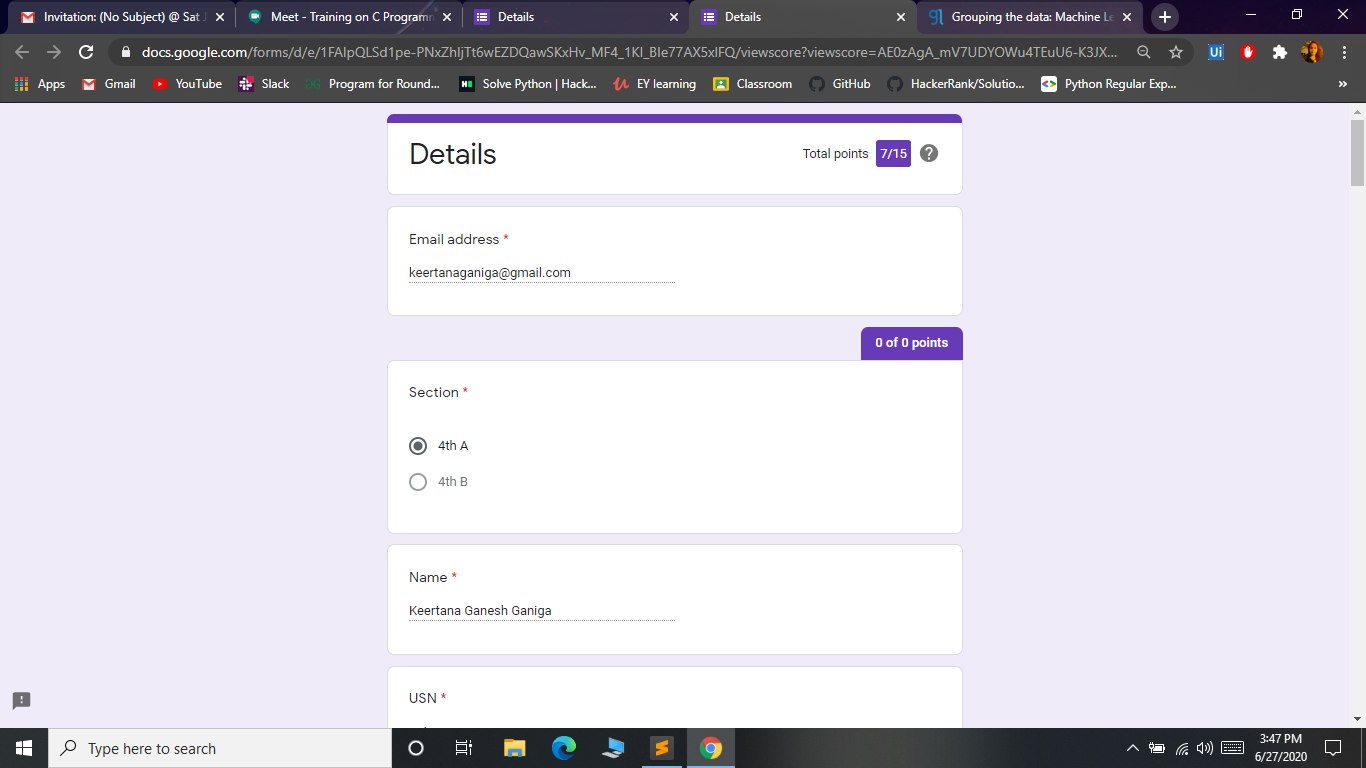 Invitation: (No Subject) @ Sat J
Meet - Training on C Programm
Details
Details
Grouping the data: Machine Le
docs.google.com/forms/d/e/1FAIpQLSd1pe-PNxZhIjTt6wEZDQawSKxHv_MF4_1KI_Ble77AX5xlFQ/viewscore?viewscore=AE0zAgA_mV7UDYOWu4TEuU6-K3JX...
Apps
Gmail
YouTube
Slack
Program for Round...
Solve Python | Hack...
EY learning
Classroom
GitHub
HackerRank/Solutio...
Python Regular Exp...
»
Details
Total points 7/15
Email address *
keertanaganiga@gmail.com
0 of 0 points
Section *
4th A
4th B
Name *
Keertana Ganesh Ganiga
USN *
Type here to search
3:47 PM
6/27/2020